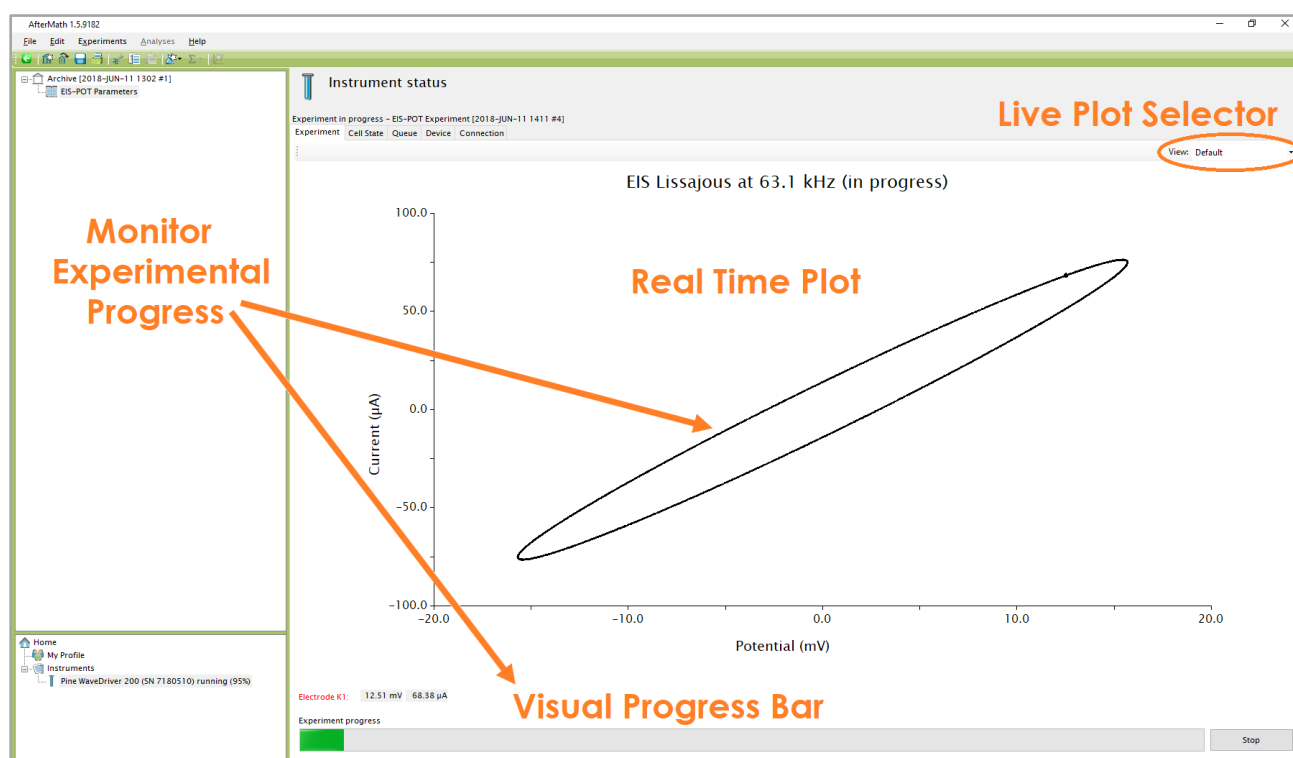 AfterMath 1.5.9182
File Edit Experiments Analyses Help
Archive [2018-JUN-11 1302 #1]
EIS-POT Parameters
Instrument status
Experiment in progress - EIS-POT Experiment [2018-JUN-11 1411 #4]
Experiment Cell State Queue Device Connection
Live Plot Selector
View: Default
EIS Lissajous at 63.1 kHz (in progress)
Monitor
Experimental
Progress
Real Time Plot
100.0
50.0
0.0
-50.0
-100.0
Current (µA)
-20.0 -10.0 0.0 10.0 20.0
Potential (mV)
Home
My Profile
Instruments
Pine WaveDriver 200 (SN 7180510) running (95%)
Electrode K1: 12.51 mV 68.38 µA
Visual Progress Bar
Experiment progress
Stop